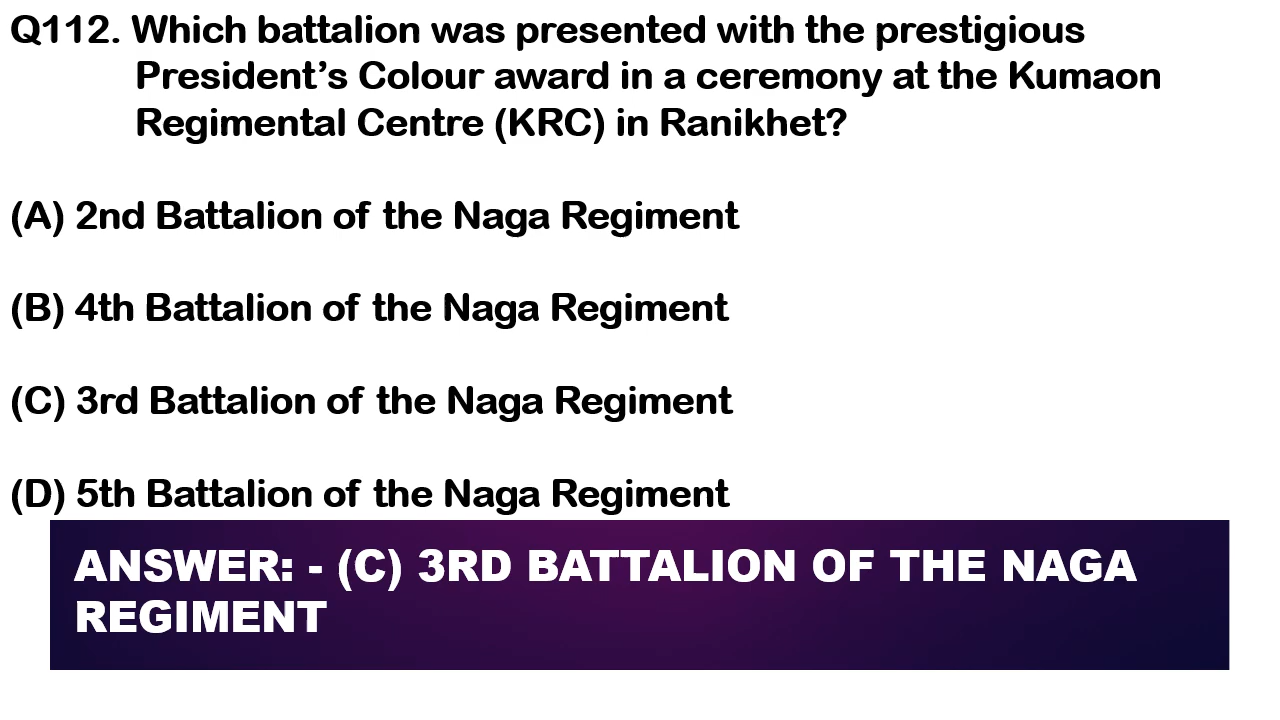 Q112. Which battalion was presented with the prestigious
President’s Colour award in a ceremony at the Kumaon
Regimental Centre (KRC) in Ranikhet?
(A) 2nd Battalion of the Naga Regiment
(B) 4th Battalion of the Naga Regiment
(C) 3rd Battalion of the Naga Regiment
(D) 5th Battalion of the Naga Regiment
ANSWER: - (C) 3RD BATTALION OF THE NAGA
REGIMENT